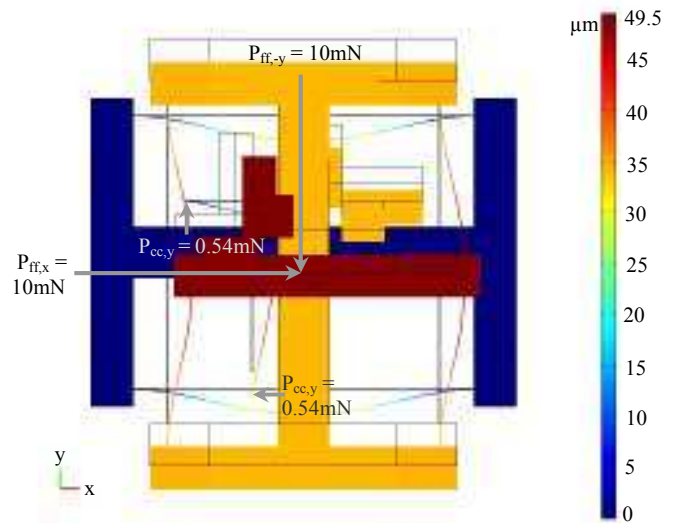 P_ff,-y = 10mN
µm
49.5
45
40
35
30
25
20
15
10
5
0
P_cc,y = 0.54mN
P_ff,x =
10mN
P_cc,y =
0.54mN
y
x